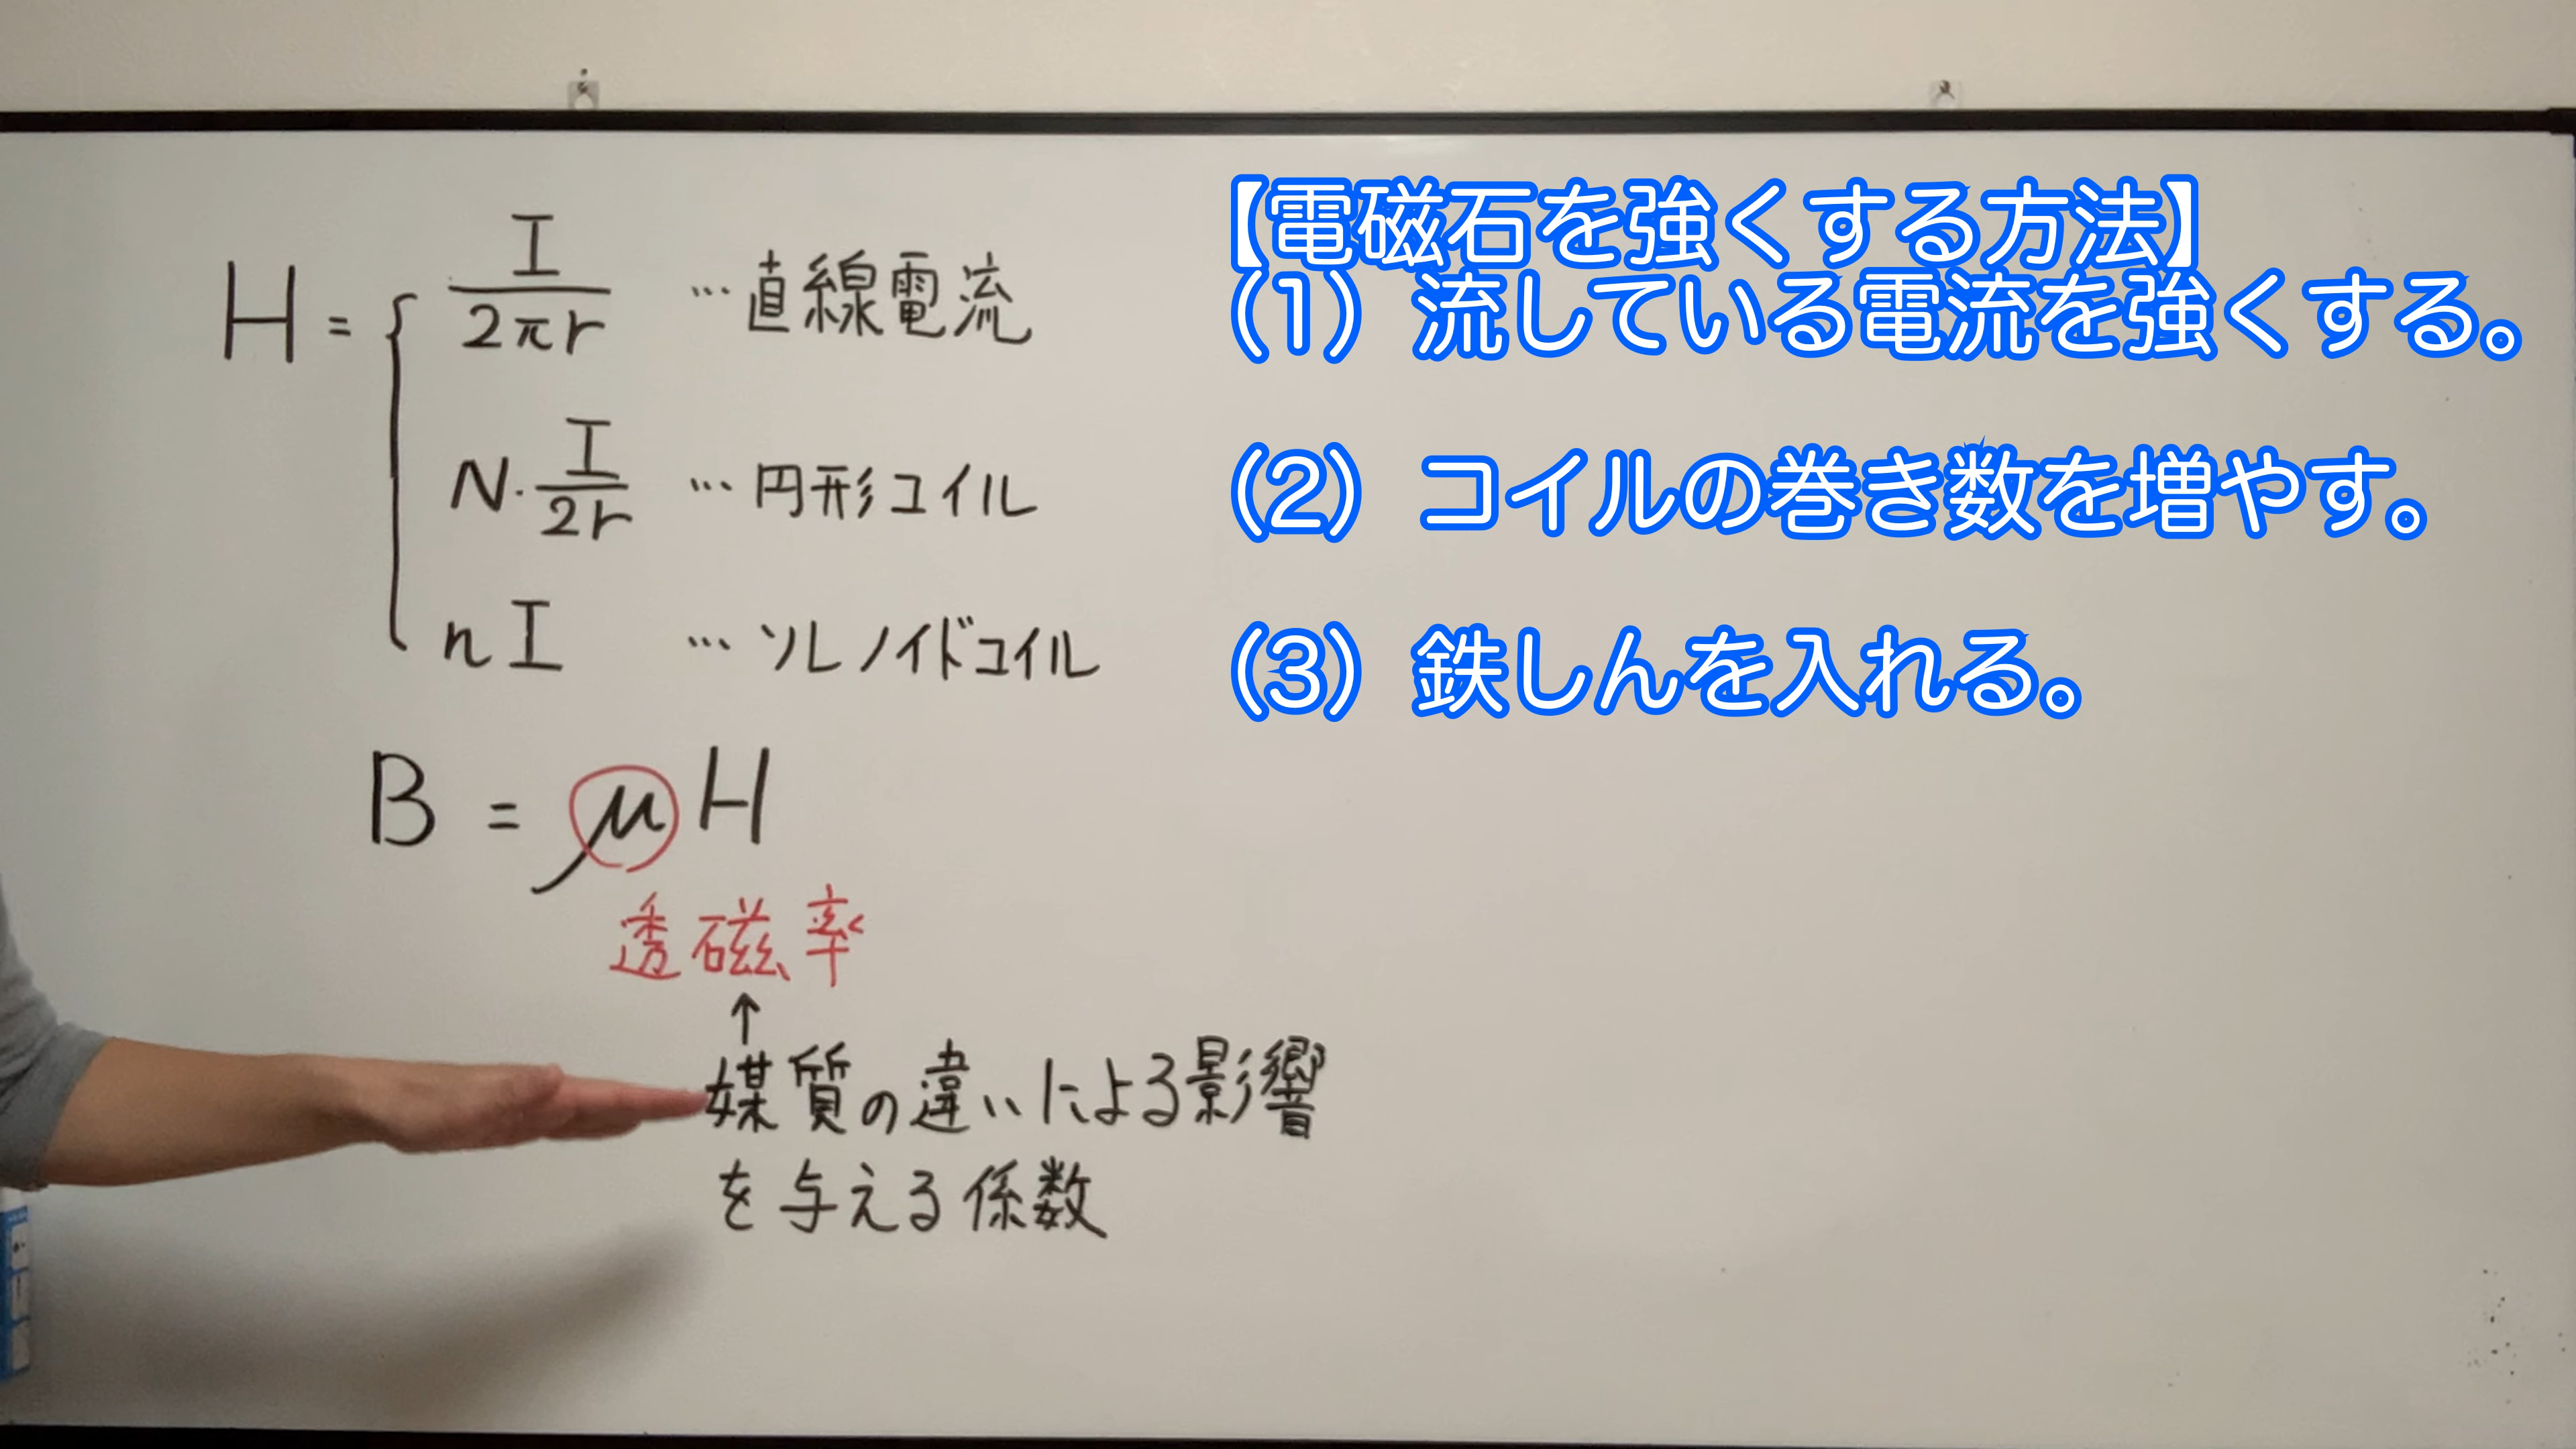 H = { I/2πr …直線電流
N・I/2r …円形コイル
nI …ソレノイドコイル
B = μH
透磁率
↑
媒質の違いによる影響
を与える係数
【電磁石を強くする方法】
（1）流している電流を強くする。
（2）コイルの巻き数を増やす。
（3）鉄しんを入れる。